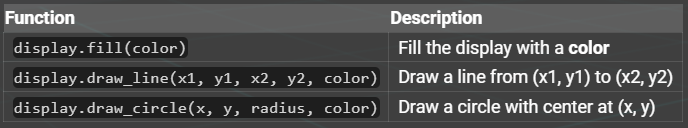 Function Description
display.fill(color) Fill the display with a color
display.draw_line(x1, y1, x2, y2, color) Draw a line from (x1, y1) to (x2, y2)
display.draw_circle(x, y, radius, color) Draw a circle with center at (x, y)